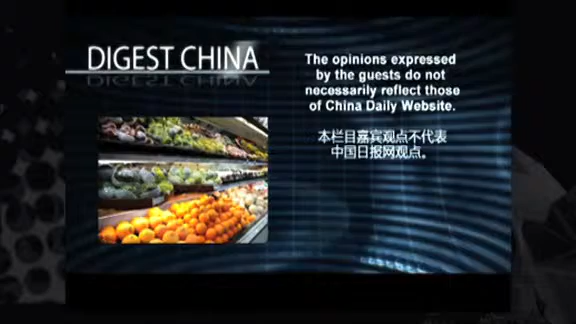 DIGEST CHINA
The opinions expressed
by the guests do not
necessarily reflect those
of China Daily Website.
本栏目嘉宾观点不代表
中国日报网观点。